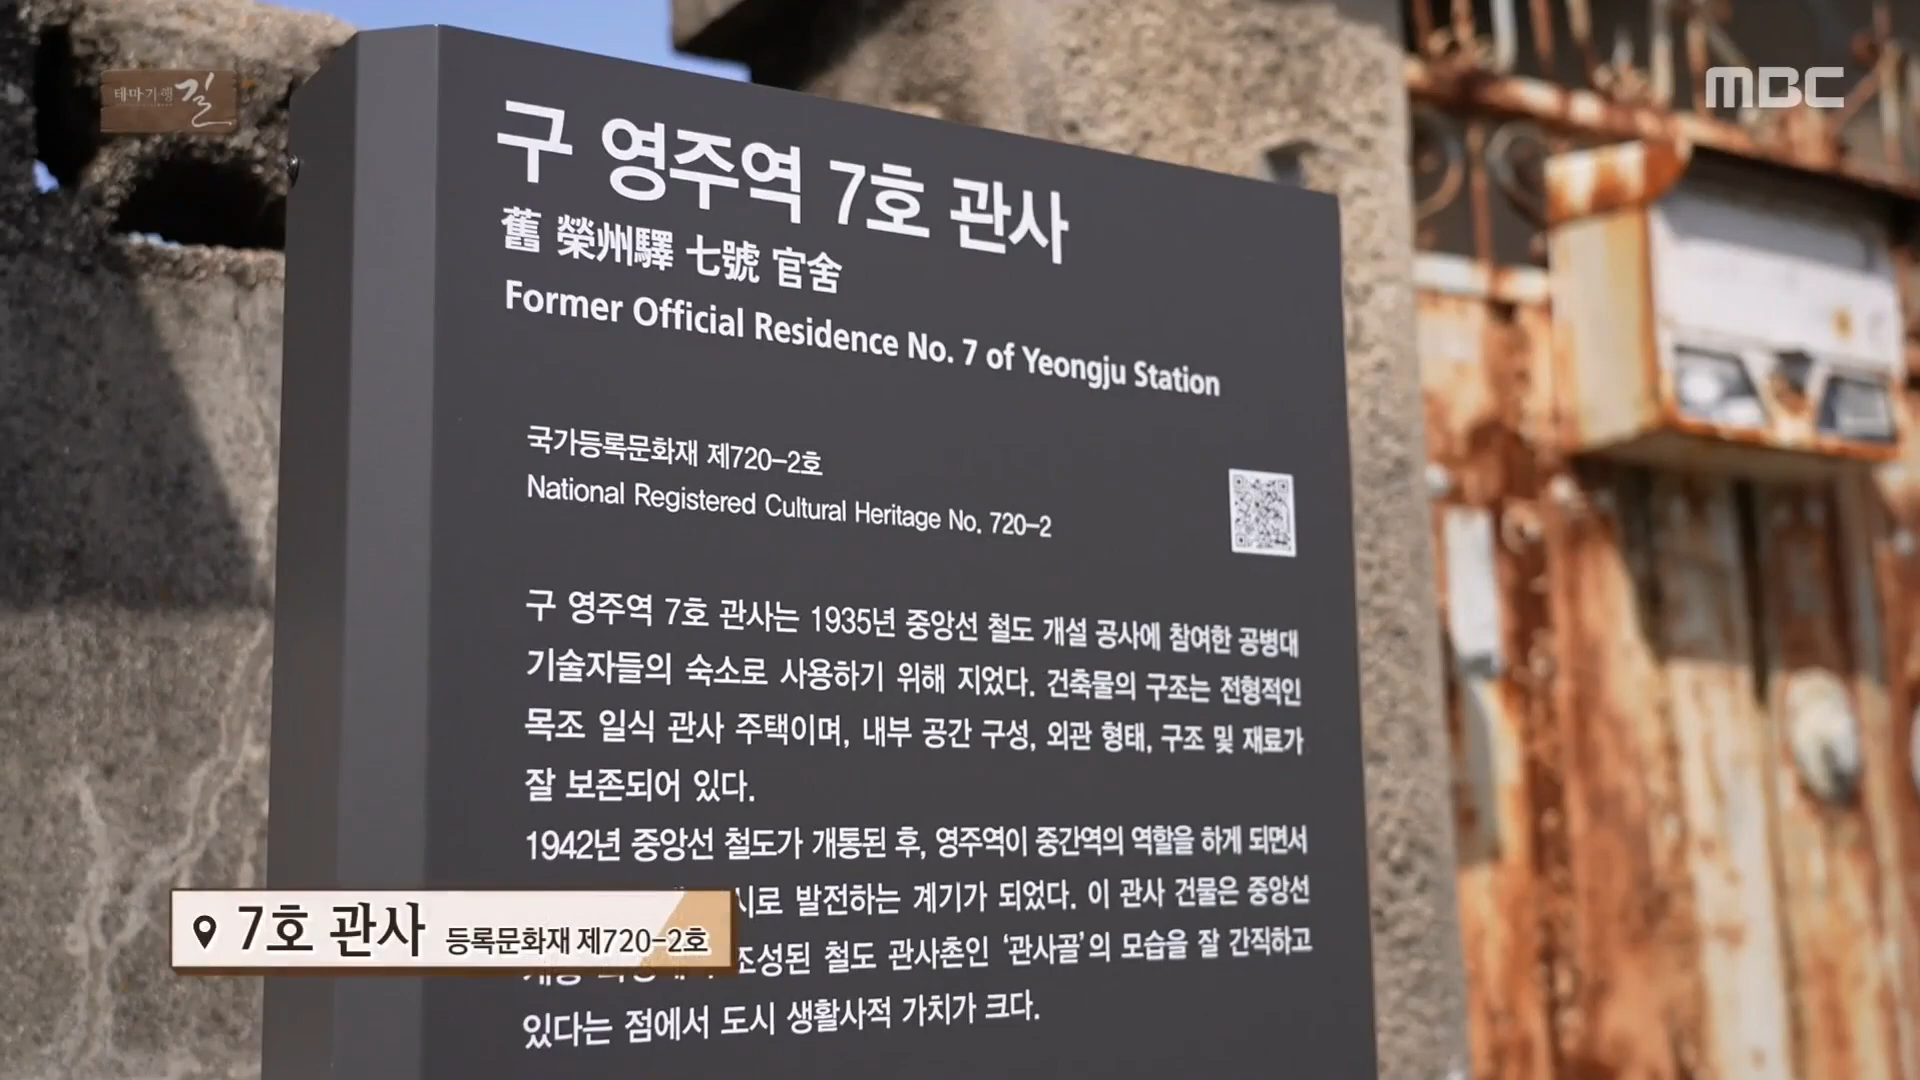 테마기행 길
MBC
구 영주역 7호 관사
舊 榮州驛 七號 官舍
Former Official Residence No. 7 of Yeongju Station
국가등록문화재 제720-2호
National Registered Cultural Heritage No. 720-2
구 영주역 7호 관사는 1935년 중앙선 철도 개설 공사에 참여한 공병대
기술자들의 숙소로 사용하기 위해 지었다. 건축물의 구조는 전형적인
목조 일식 관사 주택이며, 내부 공간 구성, 외관 형태, 구조 및 재료가
잘 보존되어 있다.
1942년 중앙선 철도가 개통된 후, 영주역이 중간역의 역할을 하게 되면서
발전하는 계기가 되었다. 이 관사 건물은 중앙선
조성된 철도 관사촌인 ‘관사골’의 모습을 잘 간직하고
있다는 점에서 도시 생활사적 가치가 크다.
7호 관사 등록문화재 제720-2호